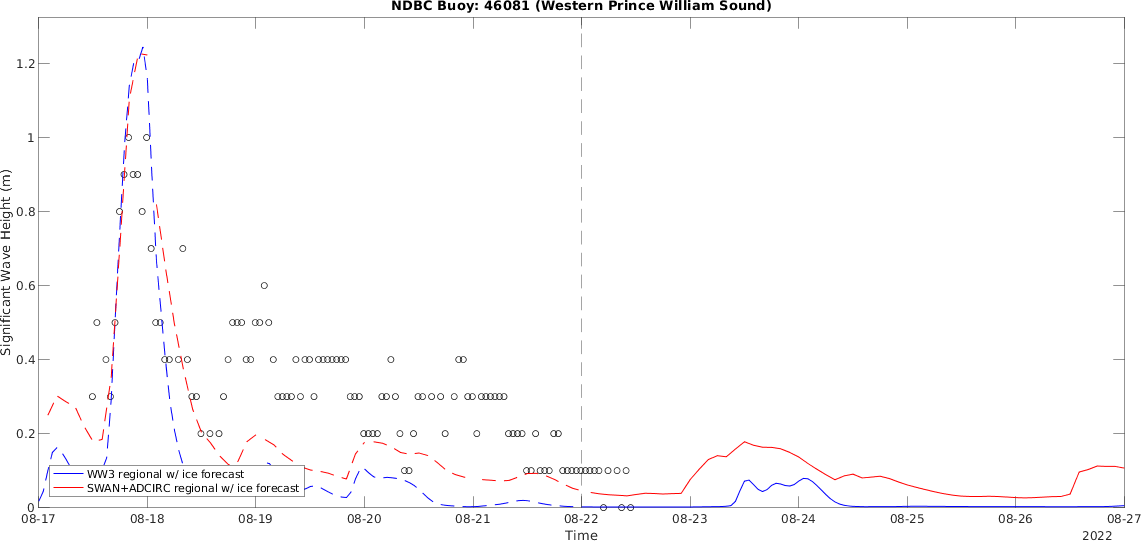 NDBC Buoy: 46081 (Western Prince William Sound)
Significant Wave Height (m)
1.2
1
0.8
0.6
0.4
0.2
0
WW3 regional w/ ice forecast
SWAN+ADCIRC regional w/ ice forecast
08-17 08-18 08-19 08-20 08-21 08-22 08-23 08-24 08-25 08-26 08-27
Time
2022